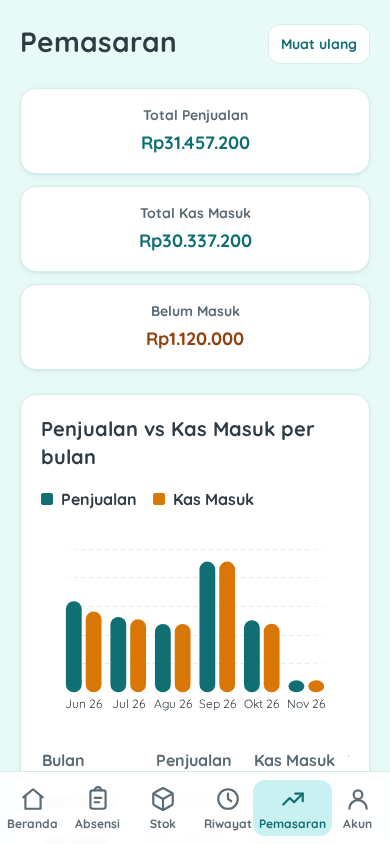 Pemasaran
Muat ulang
Total Penjualan
Rp31.457.200
Total Kas Masuk
Rp30.337.200
Belum Masuk
Rp1.120.000
Penjualan vs Kas Masuk per
bulan
Penjualan
Kas Masuk
Jun 26 Jul 26 Agu 26 Sep 26 Okt 26 Nov 26
Bulan Penjualan Kas Masuk
Beranda Absensi Stok Riwayat Pemasaran Akun